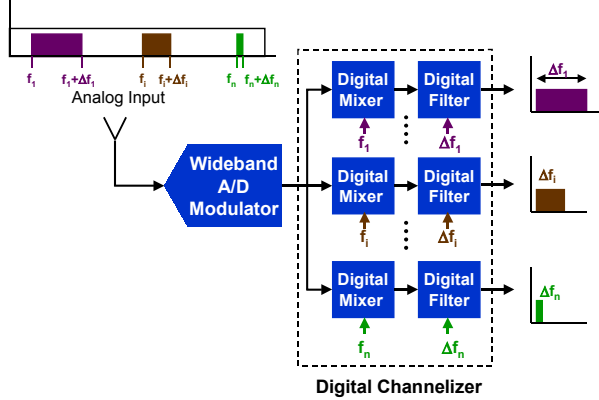 f1 f1+Δf1 fi fi+Δfi fn fn+Δfn
Analog Input
Wideband
A/D
Modulator
Digital
Mixer
Digital
Filter
f1 Δf1
Digital
Mixer
Digital
Filter
fi Δfi
Digital
Mixer
Digital
Filter
fn Δfn
Δf1
Δfi
Δfn
Digital Channelizer